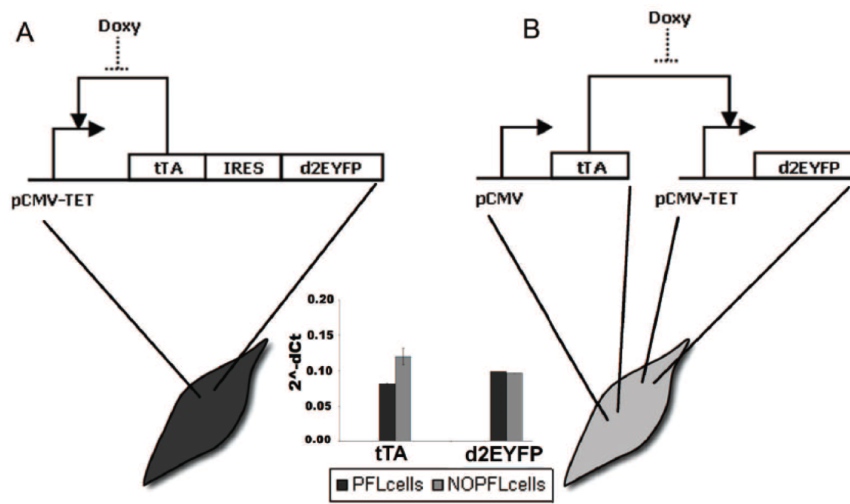 A
Doxy
tTA IRES d2EYFP
pCMV-TET
B
Doxy
tTA d2EYFP
pCMV pCMV-TET
2^-dCt
0.20
0.15
0.10
0.05
0.00
tTA d2EYFP
PFLcells NOPFLcells